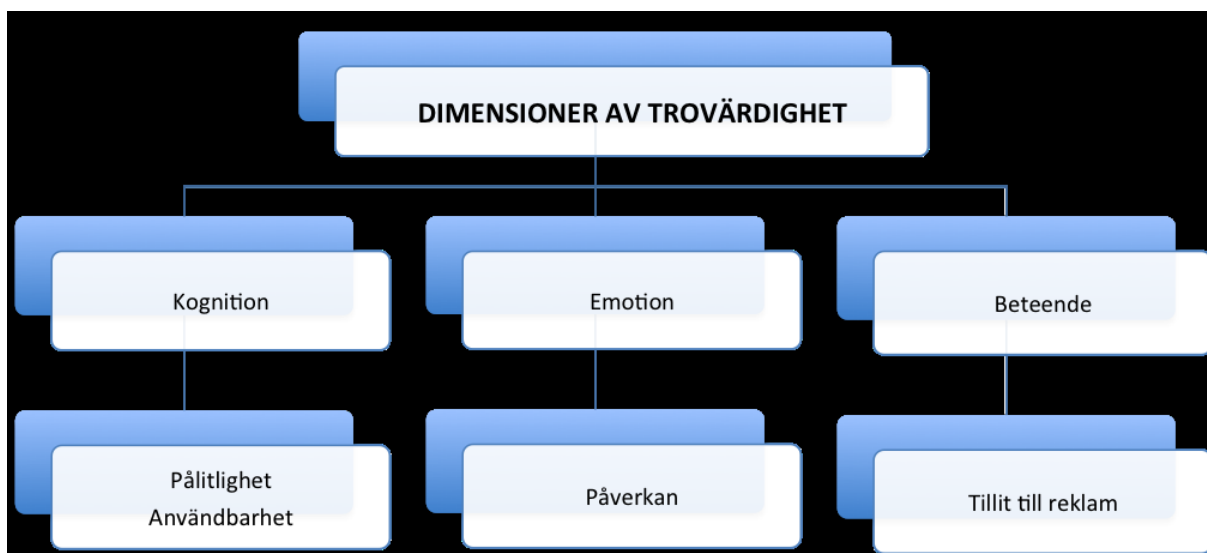 DIMENSIONER AV TROVÄRDIGHET
Kognition
Emotion
Beteende
Pålitlighet
Användbarhet
Påverkan
Tillit till reklam